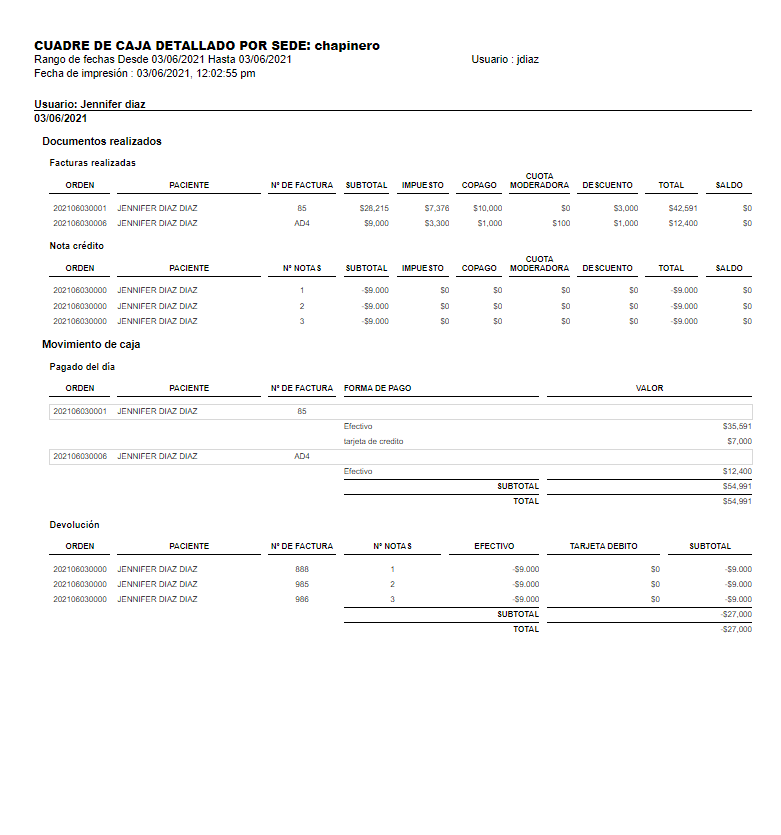 CUADRE DE CAJA DETALLADO POR SEDE: chapinero
Rango de fechas Desde 03/06/2021 Hasta 03/06/2021 Usuario : jdiaz
Fecha de impresión : 03/06/2021, 12:02:55 pm
Usuario: Jennifer diaz
03/06/2021
Documentos realizados
Facturas realizadas
ORDEN PACIENTE Nº DE FACTURA SUBTOTAL IMPUESTO COPAGO CUOTA MODERADORA DESCUENTO TOTAL SALDO
202106030001 JENNIFER DIAZ DIAZ 85 $28,215 $7,376 $10,000 $0 $3,000 $42,591 $0
202106030006 JENNIFER DIAZ DIAZ AD4 $9,000 $3,300 $1,000 $100 $1,000 $12,400 $0
Nota crédito
ORDEN PACIENTE Nº NOTAS SUBTOTAL IMPUESTO COPAGO CUOTA MODERADORA DESCUENTO TOTAL SALDO
202106030000 JENNIFER DIAZ DIAZ 1 -$9.000 $0 $0 $0 $0 -$9.000 $0
202106030000 JENNIFER DIAZ DIAZ 2 -$9.000 $0 $0 $0 $0 -$9.000 $0
202106030000 JENNIFER DIAZ DIAZ 3 -$9.000 $0 $0 $0 $0 -$9.000 $0
Movimiento de caja
Pagado del día
ORDEN PACIENTE Nº DE FACTURA FORMA DE PAGO VALOR
202106030001 JENNIFER DIAZ DIAZ 85
Efectivo $35,591
tarjeta de credito $7,000
202106030006 JENNIFER DIAZ DIAZ AD4
Efectivo $12,400
SUBTOTAL $54,991
TOTAL $54,991
Devolución
ORDEN PACIENTE Nº DE FACTURA Nº NOTAS EFECTIVO TARJETA DEBITO SUBTOTAL
202106030000 JENNIFER DIAZ DIAZ 888 1 -$9.000 $0 -$9.000
202106030000 JENNIFER DIAZ DIAZ 985 2 -$9.000 $0 -$9.000
202106030000 JENNIFER DIAZ DIAZ 986 3 -$9.000 $0 -$9.000
SUBTOTAL -$27,000
TOTAL -$27,000